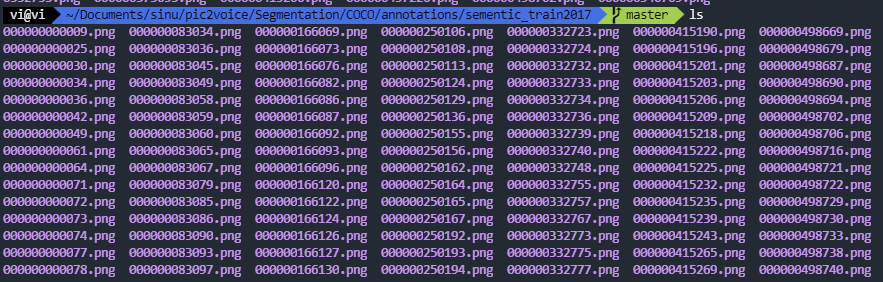 vi@vi ~/Documents/sinu/pic2voice/Segmentation/COCO/annotations/sementic_train2017 master ls
000000000009.png 000000083034.png 000000166069.png 000000250106.png 000000332723.png 000000415190.png 000000498669.png
000000000025.png 000000083036.png 000000166073.png 000000250108.png 000000332724.png 000000415196.png 000000498679.png
000000000030.png 000000083045.png 000000166076.png 000000250113.png 000000332732.png 000000415201.png 000000498687.png
000000000034.png 000000083049.png 000000166082.png 000000250124.png 000000332733.png 000000415203.png 000000498690.png
000000000036.png 000000083058.png 000000166086.png 000000250129.png 000000332734.png 000000415206.png 000000498694.png
000000000042.png 000000083059.png 000000166087.png 000000250136.png 000000332736.png 000000415209.png 000000498702.png
000000000049.png 000000083060.png 000000166092.png 000000250155.png 000000332739.png 000000415218.png 000000498706.png
000000000061.png 000000083065.png 000000166093.png 000000250156.png 000000332740.png 000000415222.png 000000498716.png
000000000064.png 000000083067.png 000000166096.png 000000250162.png 000000332748.png 000000415225.png 000000498721.png
000000000071.png 000000083079.png 000000166120.png 000000250164.png 000000332755.png 000000415232.png 000000498722.png
000000000072.png 000000083085.png 000000166122.png 000000250165.png 000000332757.png 000000415235.png 000000498729.png
000000000073.png 000000083086.png 000000166124.png 000000250167.png 000000332767.png 000000415239.png 000000498730.png
000000000074.png 000000083090.png 000000166126.png 000000250192.png 000000332773.png 000000415243.png 000000498733.png
000000000077.png 000000083093.png 000000166127.png 000000250193.png 000000332775.png 000000415265.png 000000498738.png
000000000078.png 000000083097.png 000000166130.png 000000250194.png 000000332777.png 000000415269.png 000000498740.png